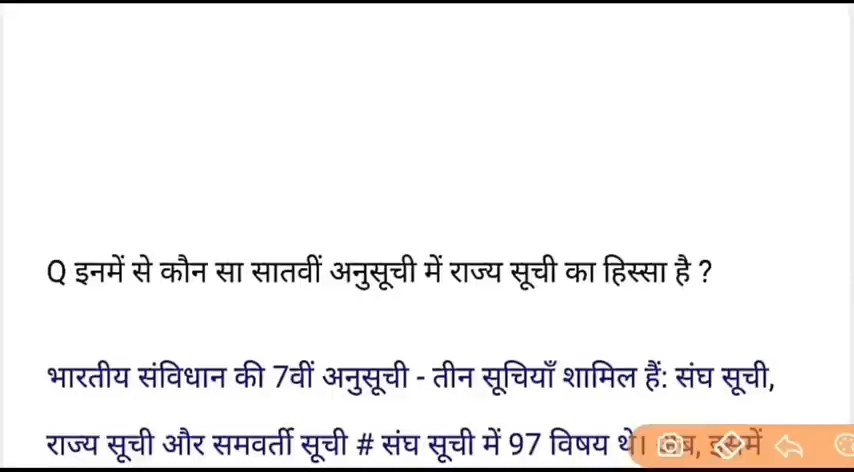 Q इनमें से कौन सा सातवीं अनुसूची में राज्य सूची का हिस्सा है ?
भारतीय संविधान की 7वीं अनुसूची - तीन सूचियाँ शामिल हैं: संघ सूची,
राज्य सूची और समवर्ती सूची # संघ सूची में 97 विषय थे।